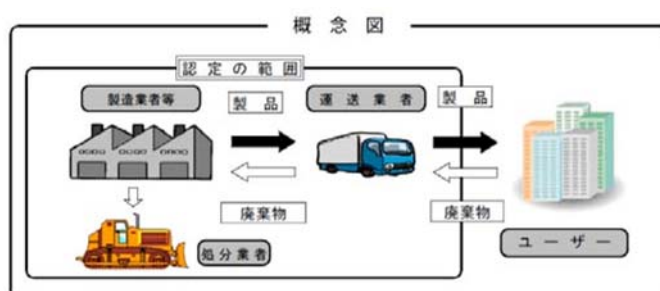 概念図
認定の範囲
製造業者等
製品
運送業者
製品
廃棄物
廃棄物
処分業者
ユーザー